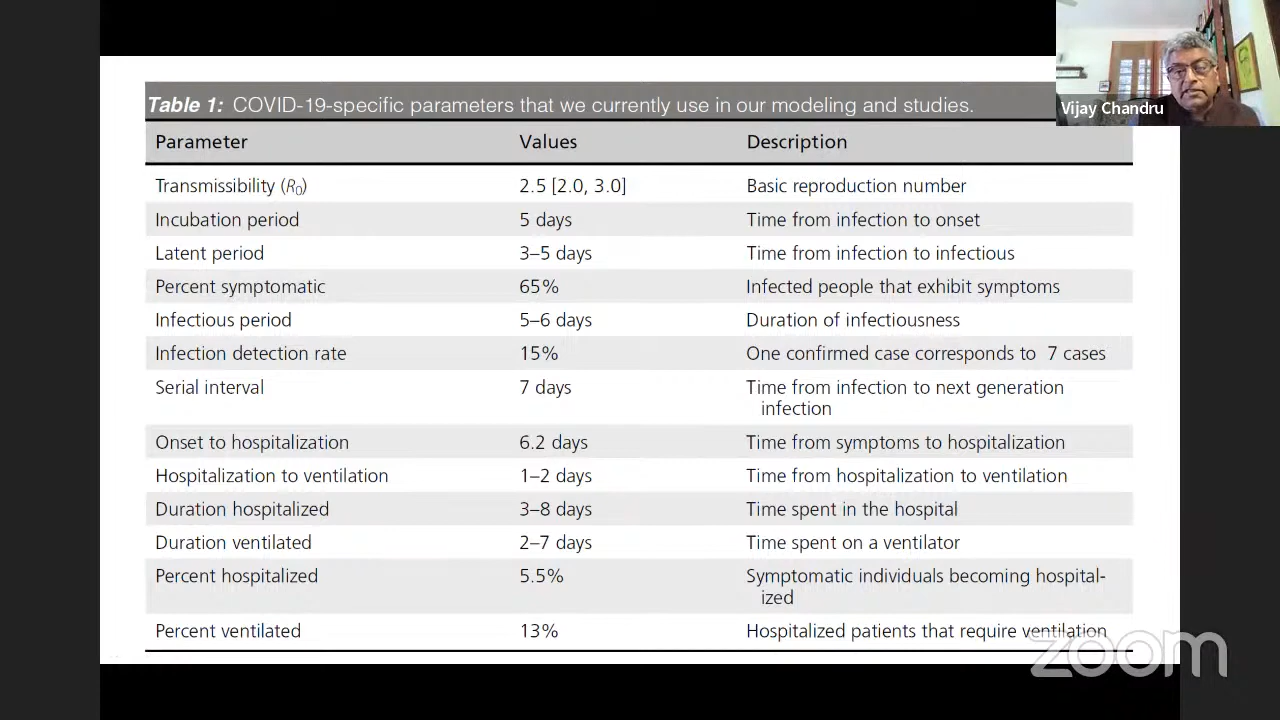 Table 1: COVID-19-specific parameters that we currently use in our modeling and studies.
Vijay Chandru
Parameter Values Description
Transmissibility (R0) 2.5 [2.0, 3.0] Basic reproduction number
Incubation period 5 days Time from infection to onset
Latent period 3–5 days Time from infection to infectious
Percent symptomatic 65% Infected people that exhibit symptoms
Infectious period 5–6 days Duration of infectiousness
Infection detection rate 15% One confirmed case corresponds to 7 cases
Serial interval 7 days Time from infection to next generation
infection
Onset to hospitalization 6.2 days Time from symptoms to hospitalization
Hospitalization to ventilation 1–2 days Time from hospitalization to ventilation
Duration hospitalized 3–8 days Time spent in the hospital
Duration ventilated 2–7 days Time spent on a ventilator
Percent hospitalized 5.5% Symptomatic individuals becoming hospital-
ized
Percent ventilated 13% Hospitalized patients that require ventilation
zoom